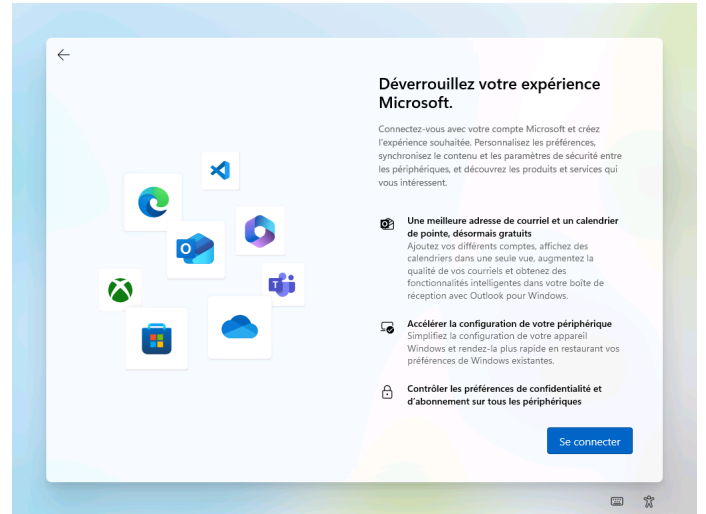 Déverrouillez votre expérience
Microsoft.
Connectez-vous avec votre compte Microsoft et créez
l'expérience souhaitée. Personnalisez les préférences,
synchronisez le contenu et les paramètres de sécurité entre
les périphériques, et découvrez les produits et services qui
vous intéressent.
Une meilleure adresse de courriel et un calendrier
de pointe, désormais gratuits
Ajoutez vos différents comptes, affichez des
calendriers dans une seule vue, augmentez la
qualité de vos courriels et obtenez des
fonctionnalités intelligentes dans votre boîte de
réception avec Outlook pour Windows.
Accélérer la configuration de votre périphérique
Simplifiez la configuration de votre appareil
Windows et rendez-la plus rapide en restaurant vos
préférences de Windows existantes.
Contrôler les préférences de confidentialité et
d'abonnement sur tous les périphériques
Se connecter